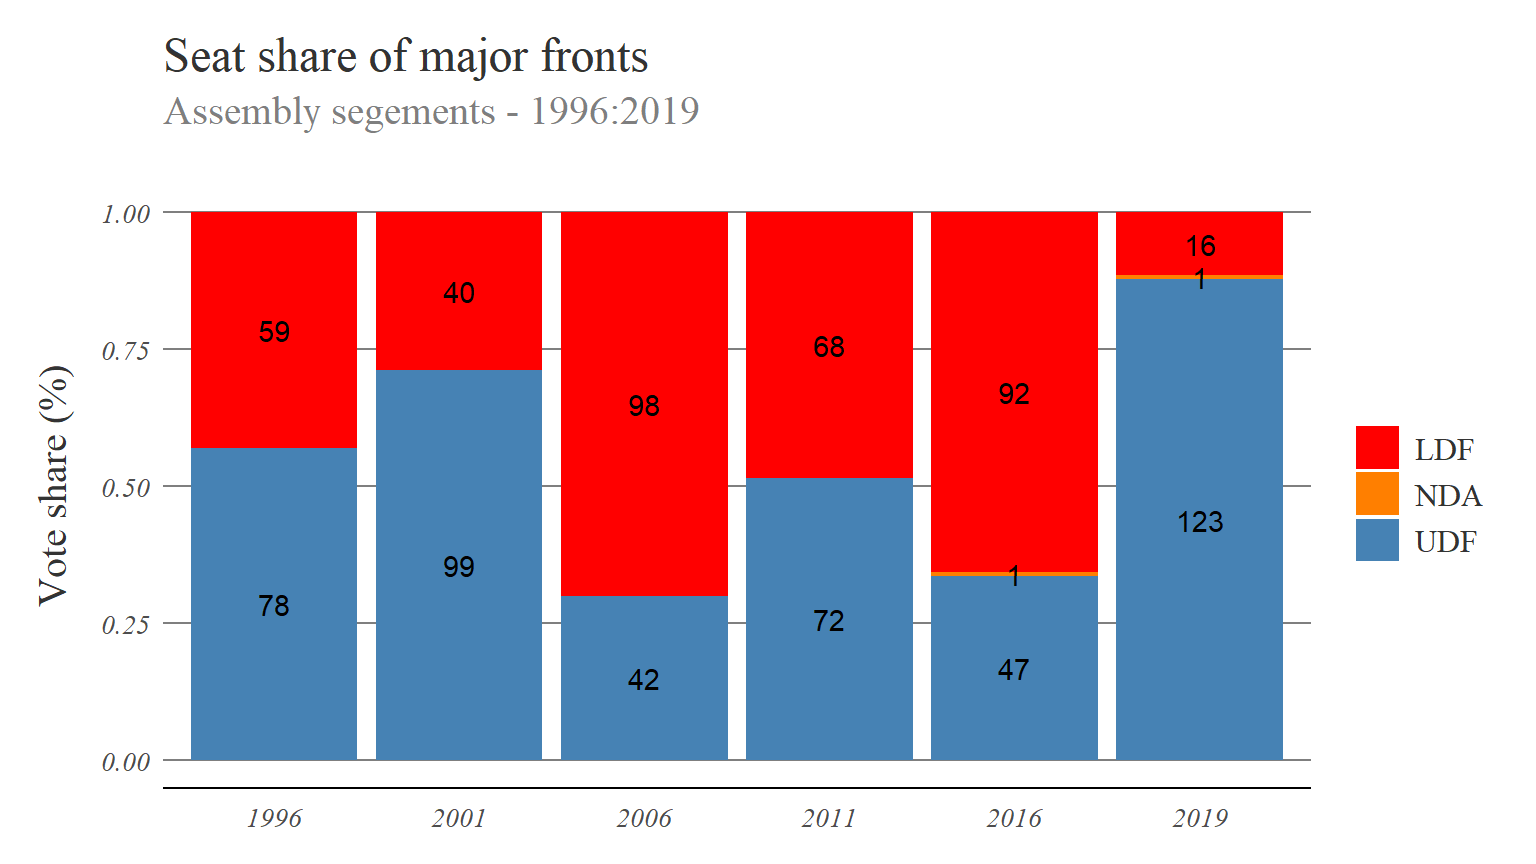 Seat share of major fronts
Assembly segements - 1996:2019
Vote share (%)
1.00
0.75
0.50
0.25
0.00
59
40
98
68
92
16
1
78
99
42
72
1
47
123
1996 2001 2006 2011 2016 2019
LDF
NDA
UDF